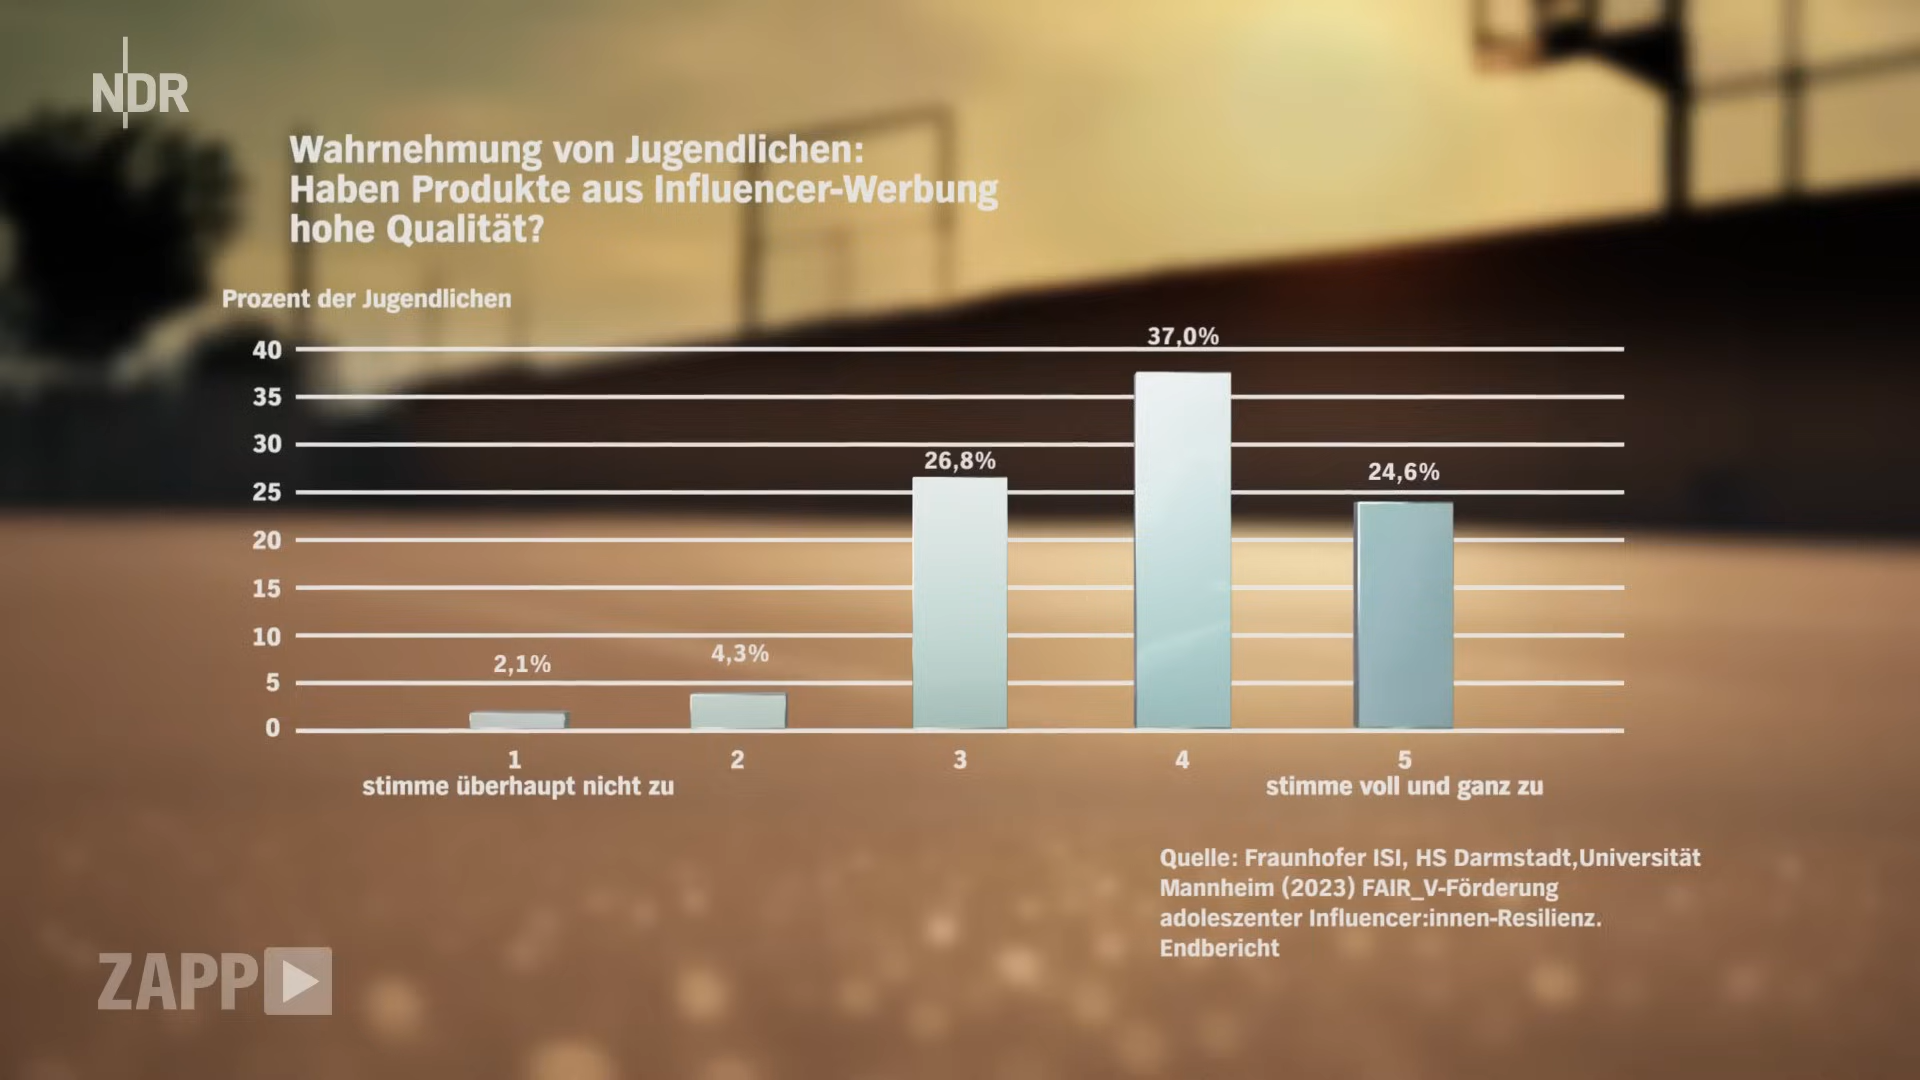 NDR
Wahrnehmung von Jugendlichen:
Haben Produkte aus Influencer-Werbung
hohe Qualität?
Prozent der Jugendlichen
40
35
30
25
20
15
10
5
0
2,1%
4,3%
26,8%
37,0%
24,6%
1
2
3
4
5
stimme überhaupt nicht zu
stimme voll und ganz zu
Quelle: Fraunhofer ISI, HS Darmstadt,Universität
Mannheim (2023) FAIR_V-Förderung
adoleszenter Influencer:innen-Resilienz.
Endbericht
ZAPP